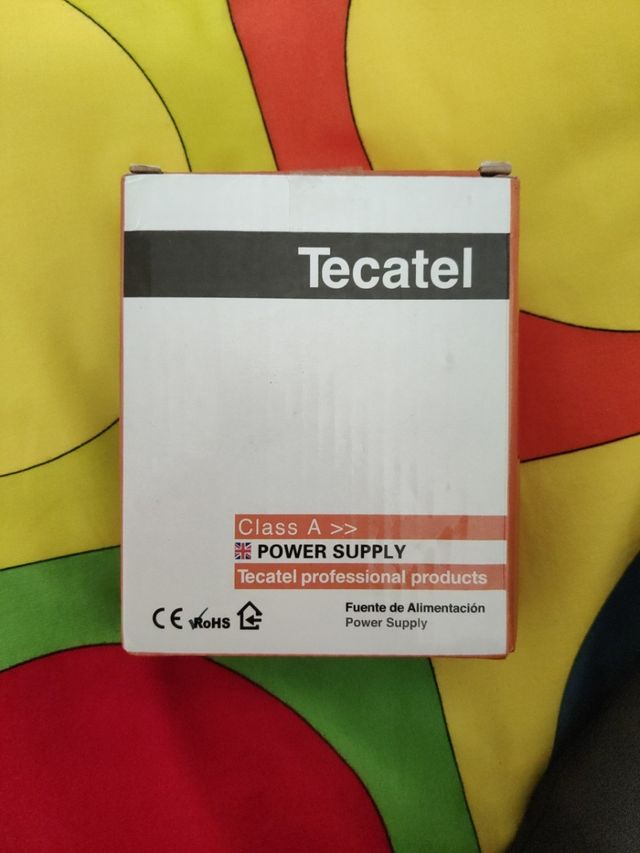 Tecatel
Class A >>
POWER SUPPLY
Tecatel professional products
CE RoHS
Fuente de Alimentación
Power Supply